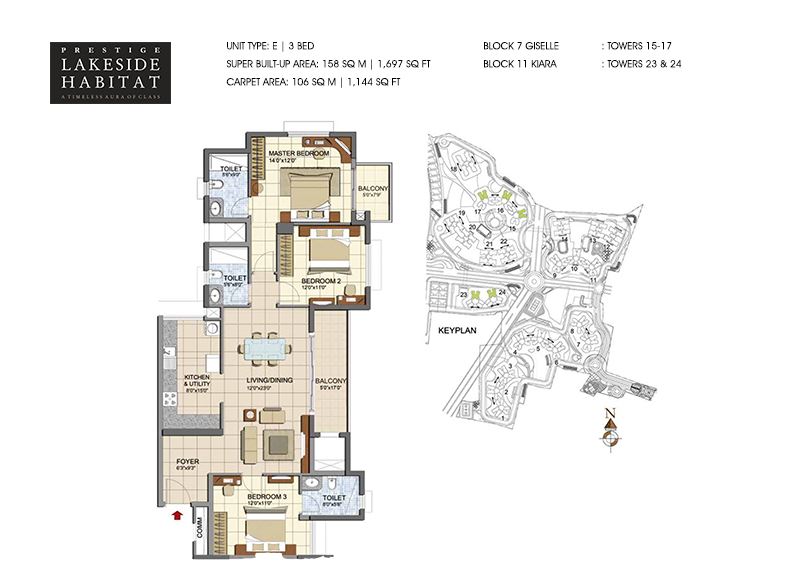 PRESTIGE
LAKESIDE
HABITAT
A TIMELESS AURA OF CLASS
UNIT TYPE: E | 3 BED
SUPER BUILT-UP AREA: 158 SQ M | 1,697 SQ FT
CARPET AREA: 106 SQ M | 1,144 SQ FT
BLOCK 7 GISELLE : TOWERS 15-17
BLOCK 11 KIARA : TOWERS 23 & 24
MASTER BEDROOM
14'0"x12'0"
TOILET
5'6"x9'0"
BALCONY
5'0"x7'9"
BEDROOM 2
12'0"x11'0"
TOILET
5'6"x8'0"
KITCHEN
& UTILITY
8'0"x15'0"
LIVING/DINING
12'0"x23'0"
BALCONY
5'0"x17'0"
FOYER
6'3"x9'3"
BEDROOM 3
12'0"x11'0"
TOILET
8'0"x5'6"
COMM
18
17
16
19
20
15
21
22
14
13
12
9
10
11
23
24
KEYPLAN
8
7
6
5
4
3
2
1
N